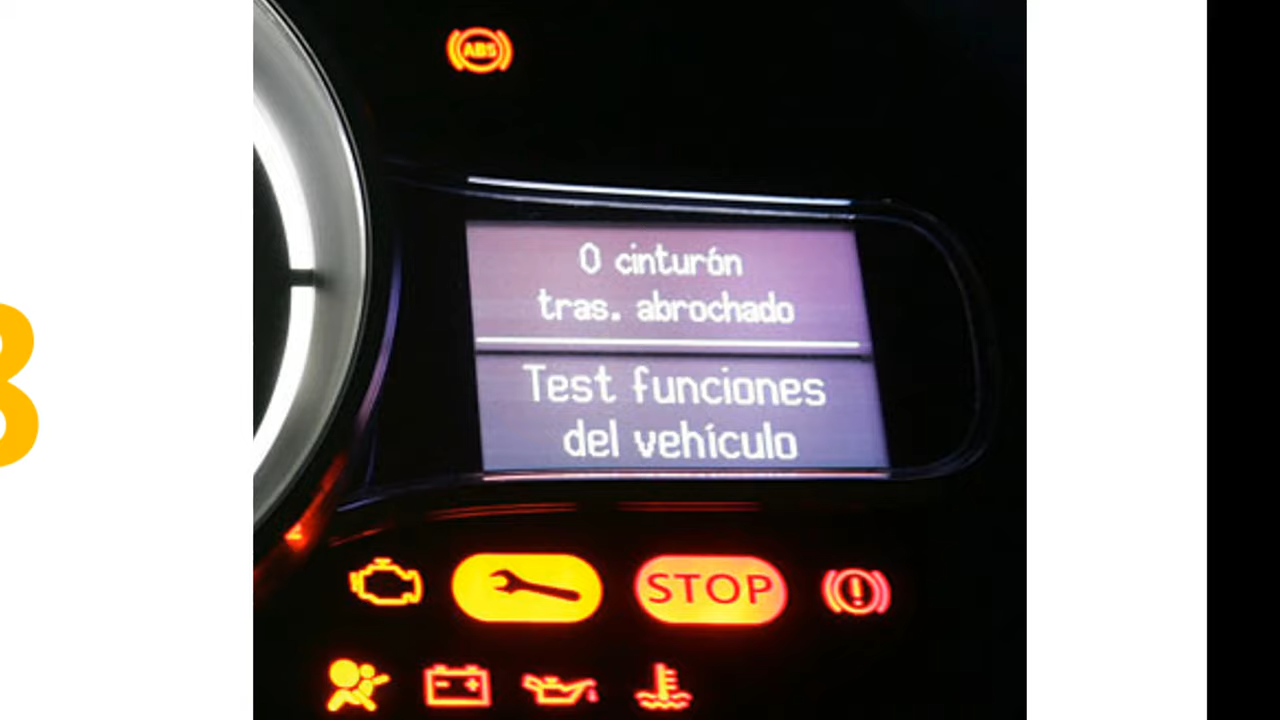 ABS
0 cinturón
tras. abrochado
Test funciones
del vehículo
STOP